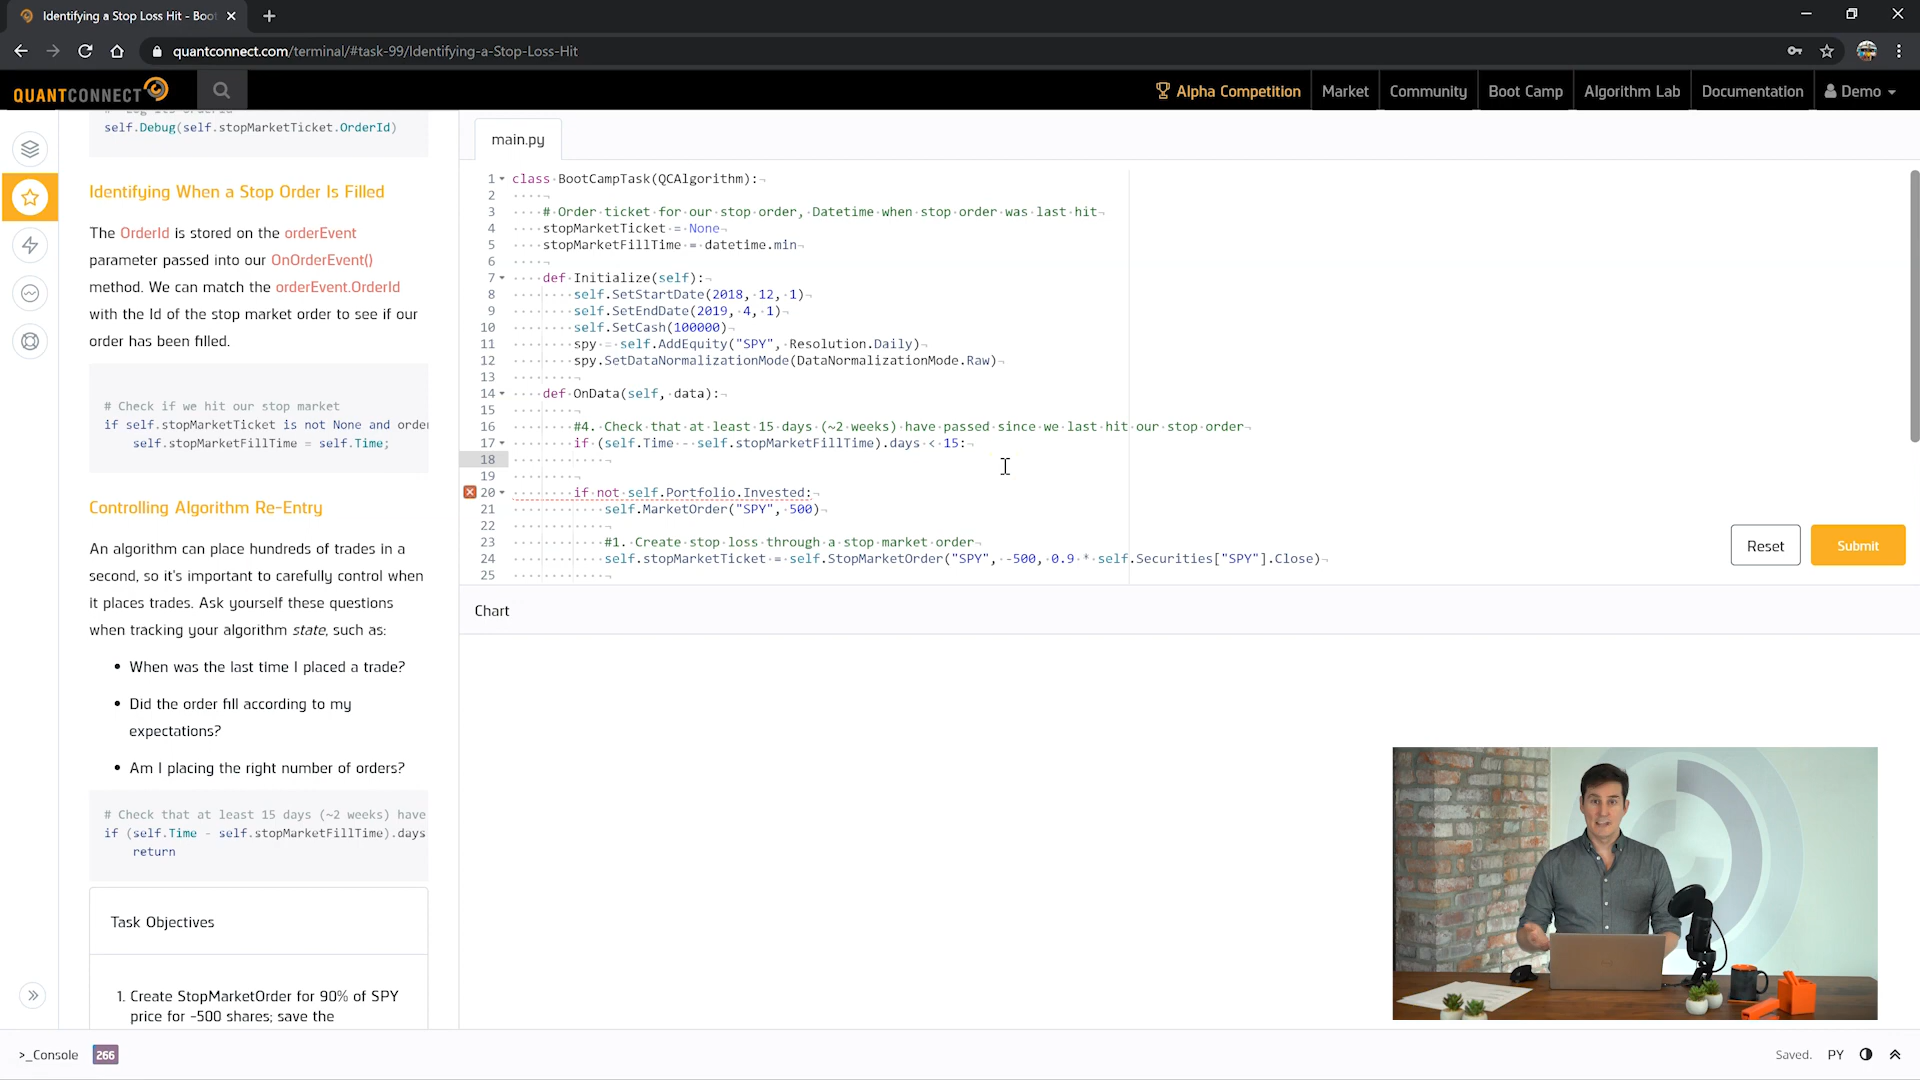 Identifying a Stop Loss Hit - Boot
quantconnect.com/terminal/#task-99/Identifying-a-Stop-Loss-Hit
QUANTCONNECT
Alpha Competition
Market
Community
Boot Camp
Algorithm Lab
Documentation
Demo
self.Debug(self.stopMarketTicket.OrderId)
Identifying When a Stop Order Is Filled
The OrderId is stored on the orderEvent
parameter passed into our OnOrderEvent()
method. We can match the orderEvent.OrderId
with the Id of the stop market order to see if our
order has been filled.
# Check if we hit our stop market
if self.stopMarketTicket is not None and order
self.stopMarketFillTime = self.Time;
Controlling Algorithm Re-Entry
An algorithm can place hundreds of trades in a
second, so it's important to carefully control when
it places trades. Ask yourself these questions
when tracking your algorithm state, such as:
• When was the last time I placed a trade?
• Did the order fill according to my
expectations?
• Am I placing the right number of orders?
# Check that at least 15 days (~2 weeks) have
if (self.Time - self.stopMarketFillTime).days
return
Task Objectives
1. Create StopMarketOrder for 90% of SPY
price for -500 shares; save the
main.py
1 class BootCampTask(QCAlgorithm):
2
3 # Order ticket for our stop order, Datetime when stop order was last hit
4 stopMarketTicket = None
5 stopMarketFillTime = datetime.min
6
7 def Initialize(self):
8 self.SetStartDate(2018, 12, 1)
9 self.SetEndDate(2019, 4, 1)
10 self.SetCash(100000)
11 spy = self.AddEquity("SPY", Resolution.Daily)
12 spy.SetDataNormalizationMode(DataNormalizationMode.Raw)
13
14 def OnData(self, data):
15
16 #4. Check that at least 15 days (~2 weeks) have passed since we last hit our stop order
17 if (self.Time - self.stopMarketFillTime).days < 15:
18
19
20 if not self.Portfolio.Invested:
21 self.MarketOrder("SPY", 500)
22
23 #1. Create stop loss through a stop market order
24 self.stopMarketTicket = self.StopMarketOrder("SPY", -500, 0.9 * self.Securities["SPY"].Close)
25
Reset
Submit
Chart
>_Console 266
Saved. PY